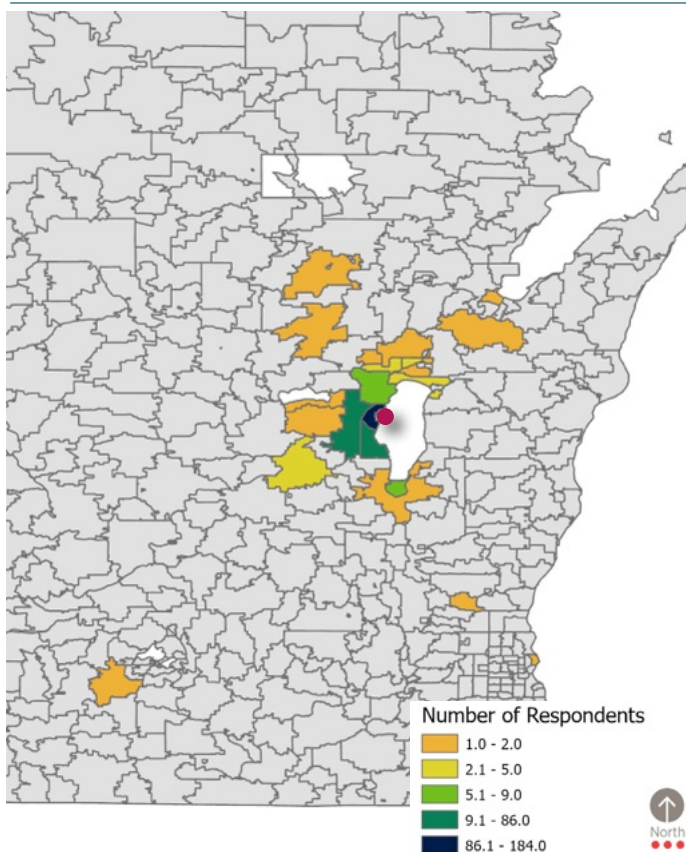 Number of Respondents
1.0 - 2.0
2.1 - 5.0
5.1 - 9.0
9.1 - 86.0
86.1 - 184.0
North